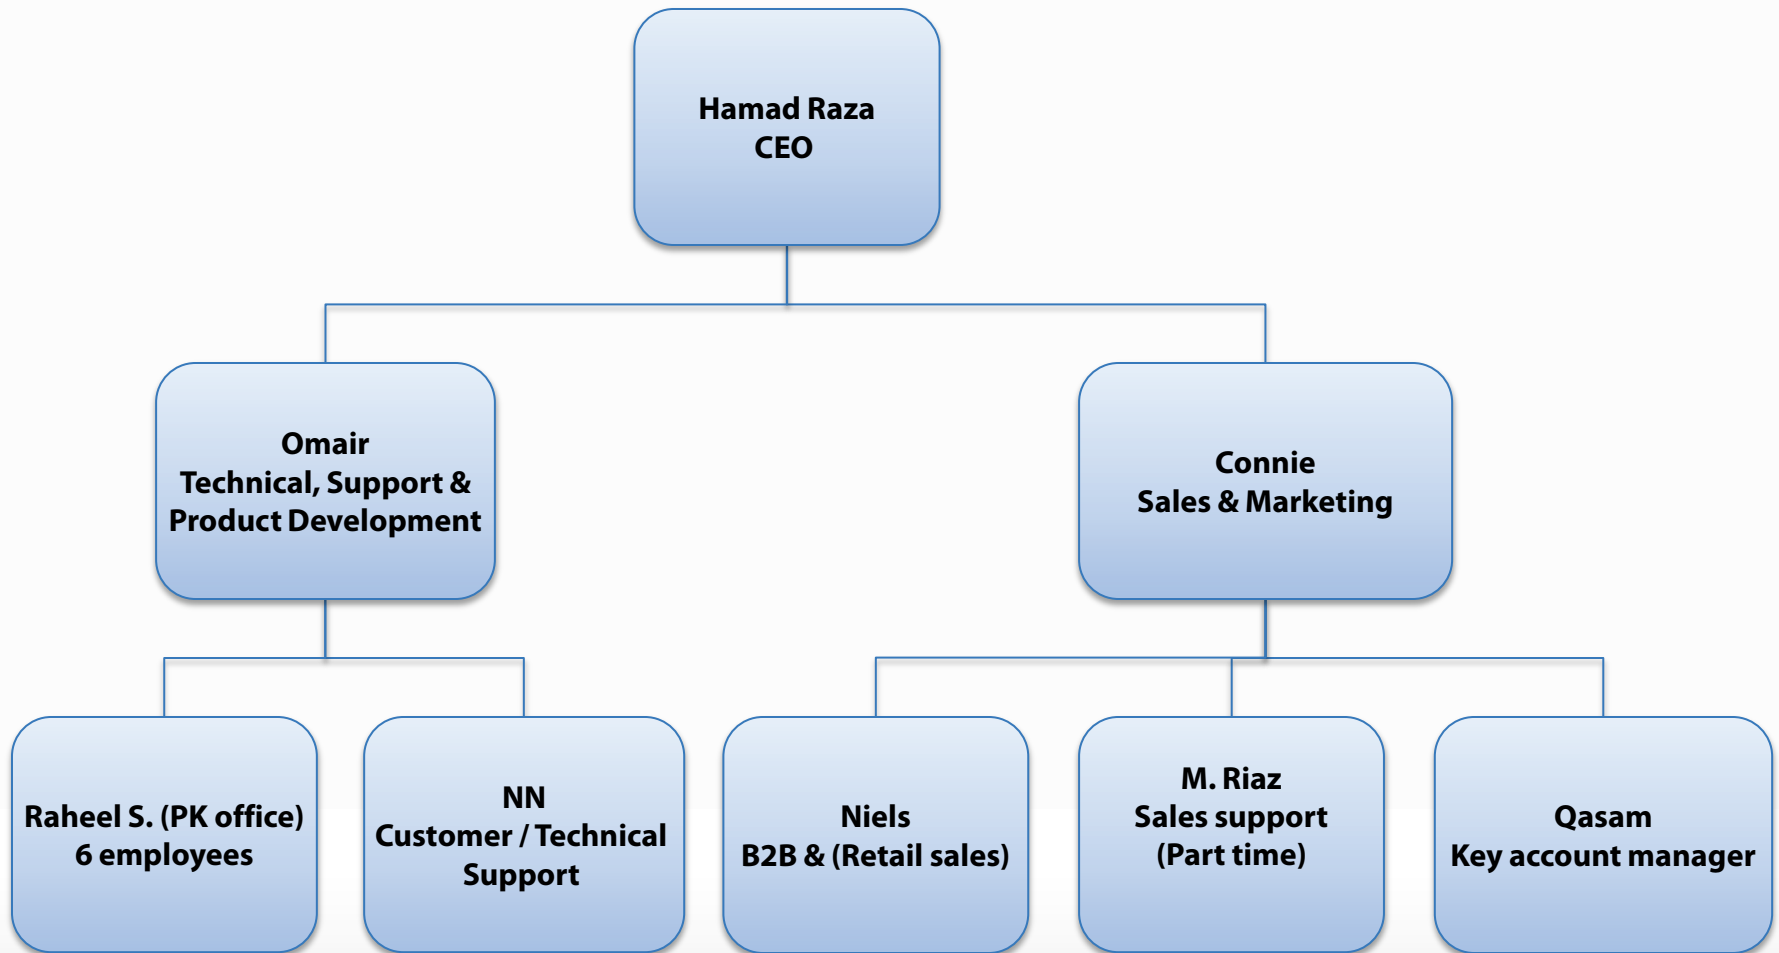 Hamad Raza
CEO
Omair
Technical, Support &
Product Development
Connie
Sales & Marketing
Raheel S. (PK office)
6 employees
NN
Customer / Technical
Support
Niels
B2B & (Retail sales)
M. Riaz
Sales support
(Part time)
Qasam
Key account manager